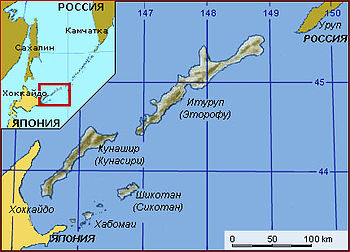 РОССИЯ
Камчатка
Сахалин
Хоккайдо
ЯПОНИЯ
147
148
149
Уруп
РОССИЯ
45
Итуруп
(Эторофу)
Кунашир
(Кунасири)
44
Шикотан
(Сикотан)
Хабомаи
Хоккайдо
ЯПОНИЯ
0
50
100 km